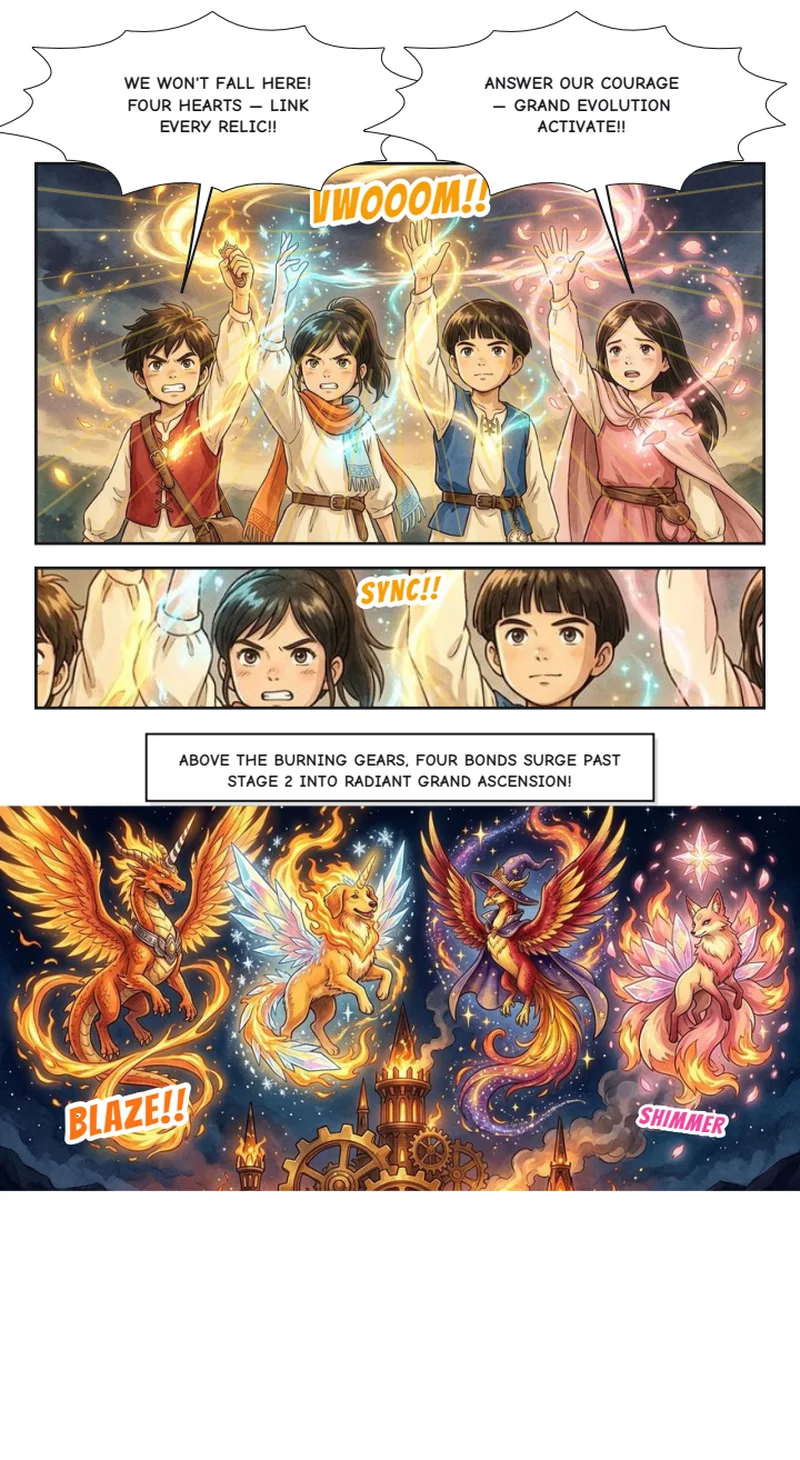 WE WON'T FALL HERE!
FOUR HEARTS — LINK
EVERY RELIC!!
ANSWER OUR COURAGE
— GRAND EVOLUTION
ACTIVATE!!
VWOOOM!!
SYNC!!
ABOVE THE BURNING GEARS, FOUR BONDS SURGE PAST
STAGE 2 INTO RADIANT GRAND ASCENSION!
BLAZE!!
SHIMMER